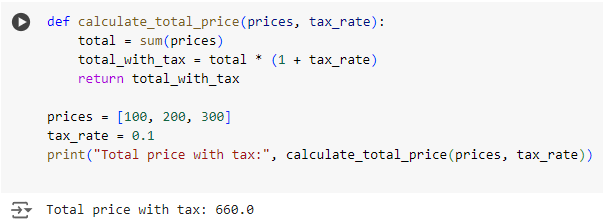 def calculate_total_price(prices, tax_rate):
    total = sum(prices)
    total_with_tax = total * (1 + tax_rate)
    return total_with_tax

prices = [100, 200, 300]
tax_rate = 0.1
print("Total price with tax:", calculate_total_price(prices, tax_rate))

Total price with tax: 660.0